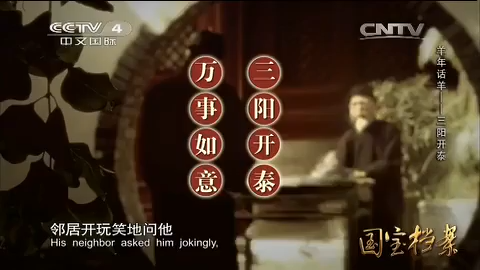 CCTV 4
中文国际
CNTV
三阳开泰
万事如意
羊年话羊——三阳开泰
邻居开玩笑地问他
His neighbor asked him jokingly,
国宝档案